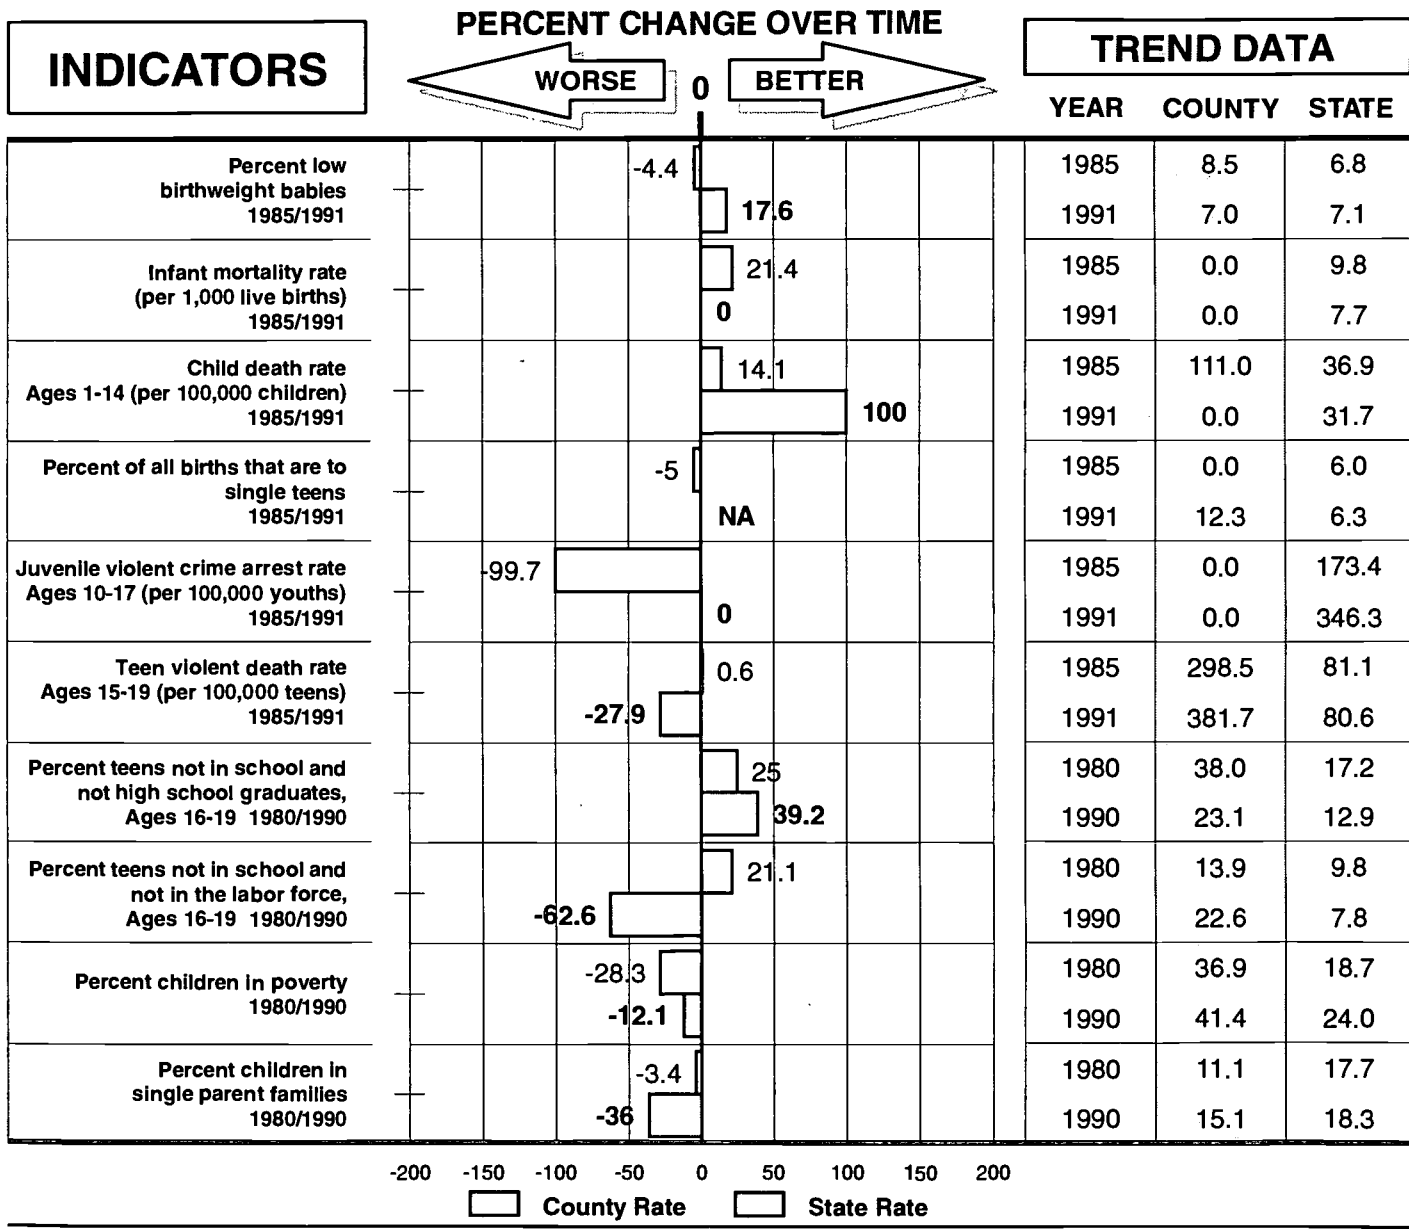 PERCENT CHANGE OVER TIME
INDICATORS
WORSE
0
BETTER
TREND DATA
YEAR COUNTY STATE
Percent low
birthweight babies
1985/1991
-4.4
17.6
1985 8.5 6.8
1991 7.0 7.1
Infant mortality rate
(per 1,000 live births)
1985/1991
21.4
0
1985 0.0 9.8
1991 0.0 7.7
Child death rate
Ages 1-14 (per 100,000 children)
1985/1991
14.1
100
1985 111.0 36.9
1991 0.0 31.7
Percent of all births that are to
single teens
1985/1991
-5
NA
1985 0.0 6.0
1991 12.3 6.3
Juvenile violent crime arrest rate
Ages 10-17 (per 100,000 youths)
1985/1991
-99.7
0
1985 0.0 173.4
1991 0.0 346.3
Teen violent death rate
Ages 15-19 (per 100,000 teens)
1985/1991
0.6
-27.9
1985 298.5 81.1
1991 381.7 80.6
Percent teens not in school and
not high school graduates,
Ages 16-19 1980/1990
25
39.2
1980 38.0 17.2
1990 23.1 12.9
Percent teens not in school and
not in the labor force,
Ages 16-19 1980/1990
21.1
-62.6
1980 13.9 9.8
1990 22.6 7.8
Percent children in poverty
1980/1990
-28.3
-12.1
1980 36.9 18.7
1990 41.4 24.0
Percent children in
single parent families
1980/1990
-3.4
-36
1980 11.1 17.7
1990 15.1 18.3
-200 -150 -100 -50 0 50 100 150 200
County Rate State Rate